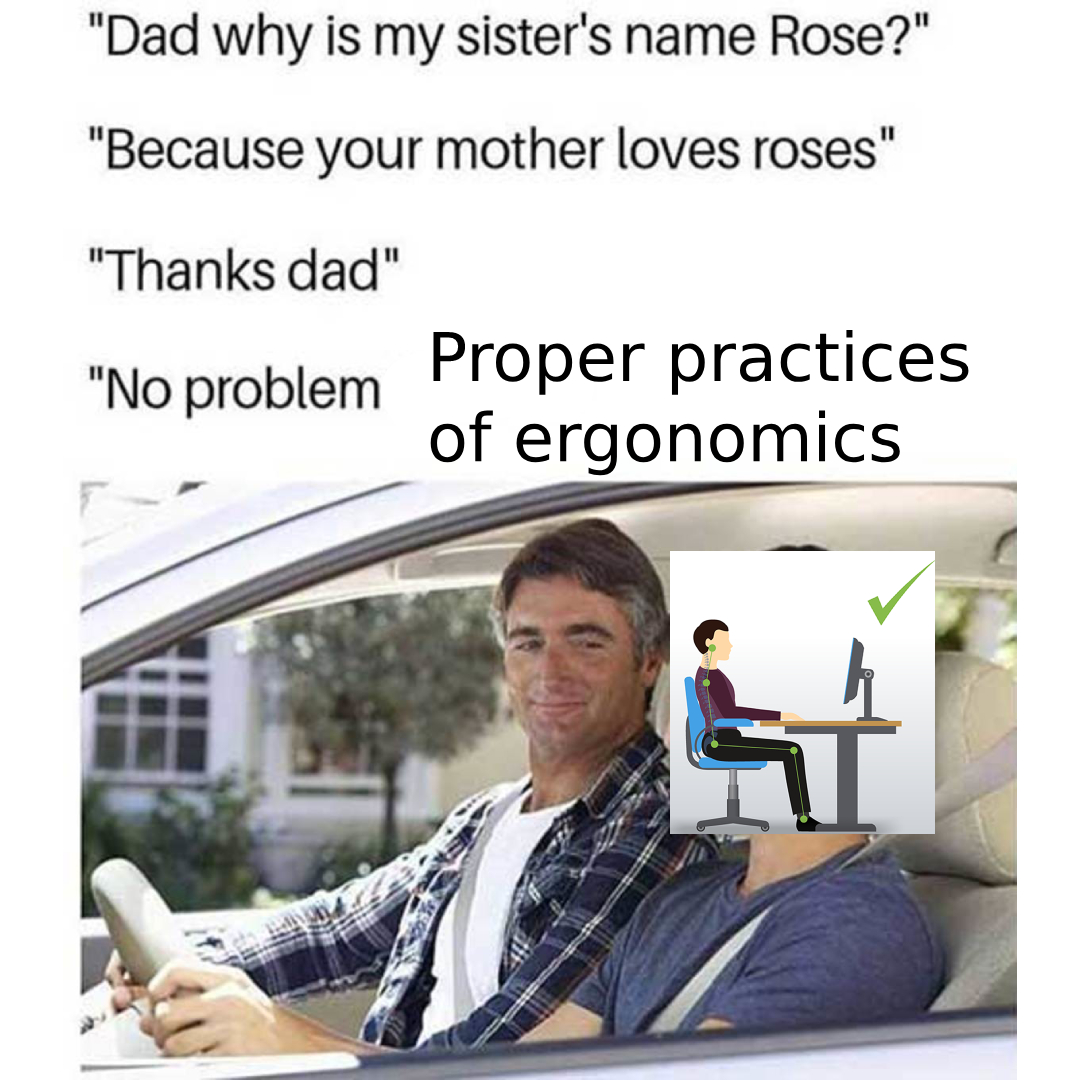 "Dad why is my sister's name Rose?"
"Because your mother loves roses"
"Thanks dad"
"No problem Proper practices
of ergonomics